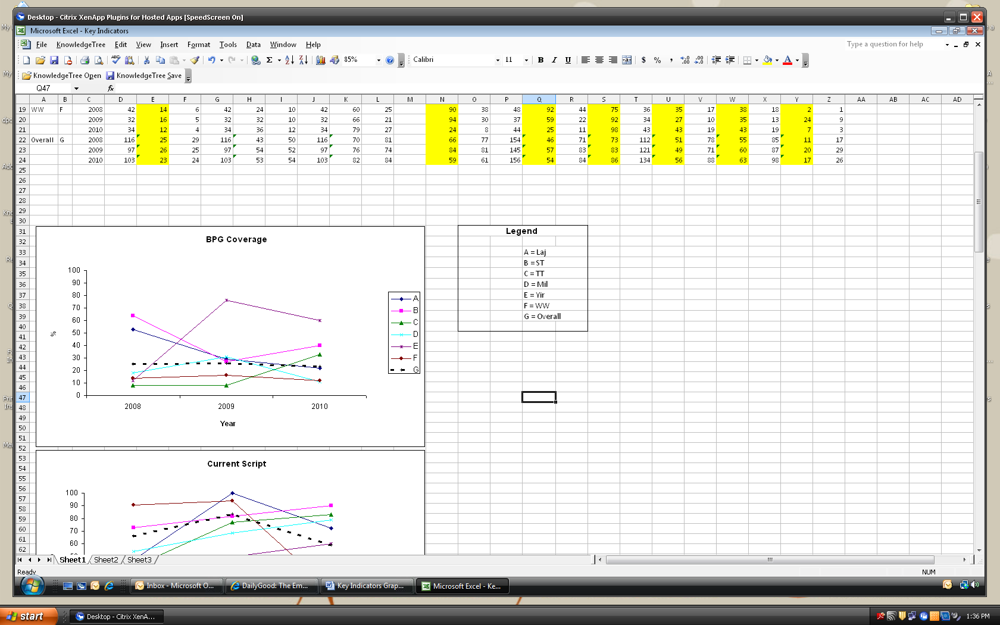 Desktop - Citrix XenApp Plugins for Hosted Apps [SpeedScreen On]
Microsoft Excel - Key Indicators
File KnowledgeTree Edit View Insert Format Tools Data Window Help Type a question for help
85% Calibri 11 B I U $ % ,
KnowledgeTree Open KnowledgeTree Save
Q47 fx
A B C D E F G H I J K L M N O P Q R S T U V W X Y Z AA AB AC AD
19 WW F 2008 42 14 6 42 24 10 42 60 25 90 38 48 92 44 75 36 35 17 38 18 2 1
20 2009 32 16 5 32 32 10 32 66 21 94 30 37 59 22 92 34 27 10 35 13 24 9
21 2010 34 12 4 34 36 12 34 79 27 24 8 44 25 11 98 43 43 19 43 19 7 3
22 Overall G 2008 116 25 29 116 43 50 116 70 81 66 77 154 46 71 73 112 51 78 55 85 11 17
23 2009 97 26 25 97 54 52 97 76 74 84 81 145 57 83 83 121 49 71 60 87 20 29
24 2010 103 23 24 103 53 54 103 82 84 59 61 156 54 84 86 134 56 88 63 98 17 26
25
26
27
28
29
30
31
32
33
34
35
36
37
38
39
40
41
42
43
44
45
46
47
48
49
50
51
52
53
54
55
56
57
58
59
60
61
62
BPG Coverage
100
90
80
70
60
50
40
30
20
10
0
%
2008 2009 2010
Year
A
B
C
D
E
F
G
Legend
A = Laj
B = ST
C = TT
D = Mil
E = Yir
F = WW
G = Overall
Current Script
100
90
80
70
60
Sheet1 Sheet2 Sheet3
Ready NUM
Inbox - Microsoft O... DailyGood: The Em... Key Indicators Grap... Microsoft Excel - Ke...
start Desktop - Citrix XenA... 1:36 PM